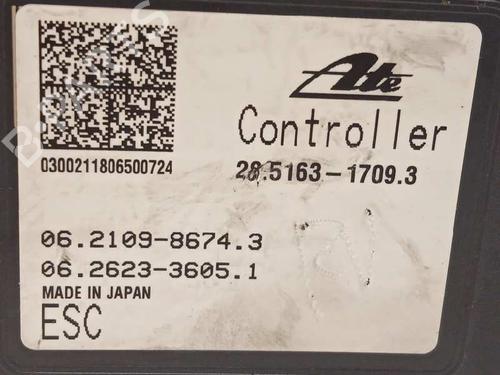 Ate
Controller
0300211806500724
28.5163-1709.3
06.2109-8674.3
06.2623-3605.1
MADE IN JAPAN
ESC